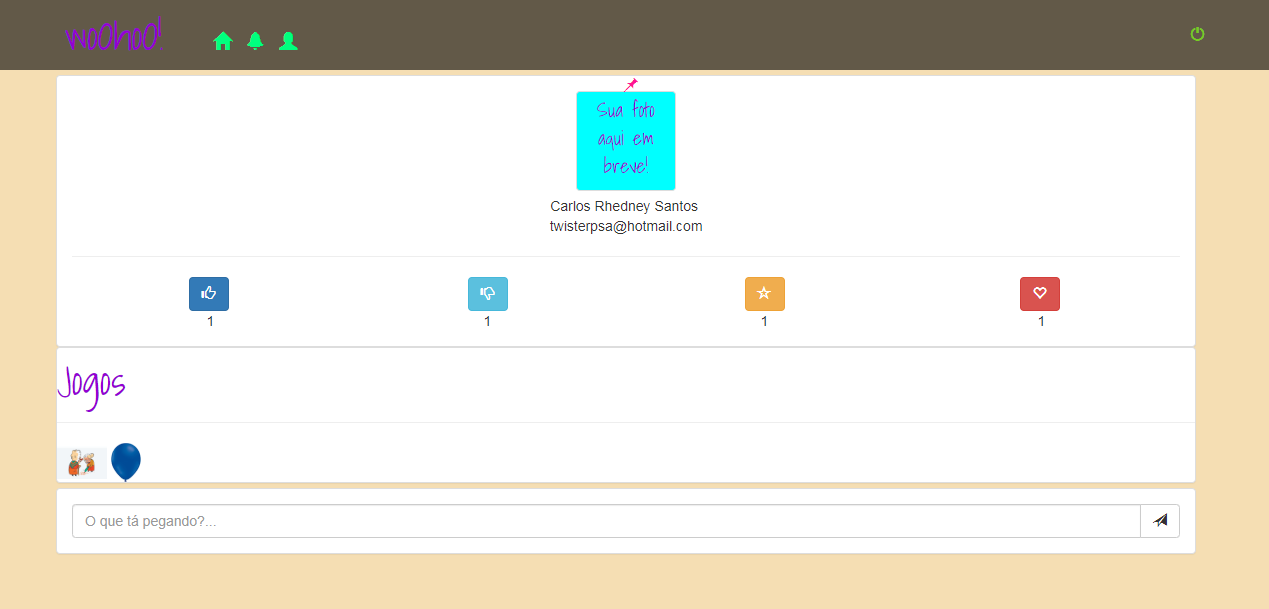 woOhoO!
Sua foto
aqui em
breve!
Carlos Rhedney Santos
twisterpsa@hotmail.com
1 1 1 1
Jogos
O que tá pegando?...